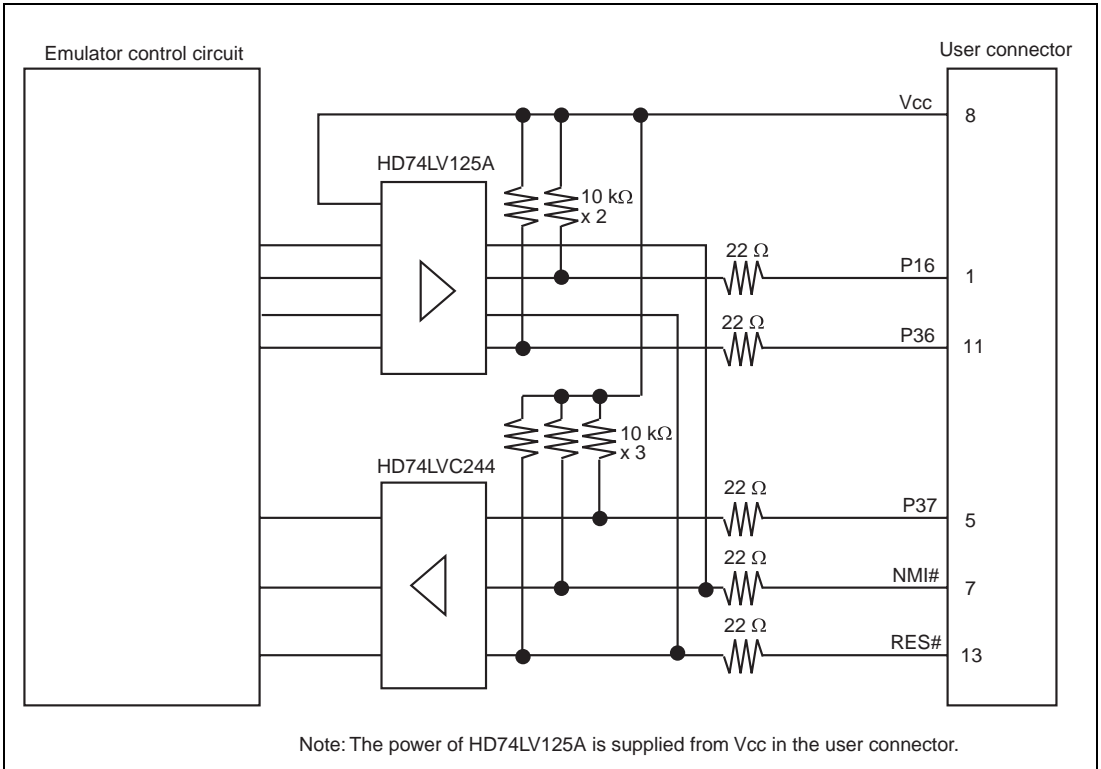 Emulator control circuit
User connector
Vcc
8
HD74LV125A
10 kΩ
x 2
22 Ω
P16
1
22 Ω
P36
11
10 kΩ
x 3
HD74LVC244
22 Ω
P37
5
22 Ω
NMI#
7
22 Ω
RES#
13
Note: The power of HD74LV125A is supplied from Vcc in the user connector.